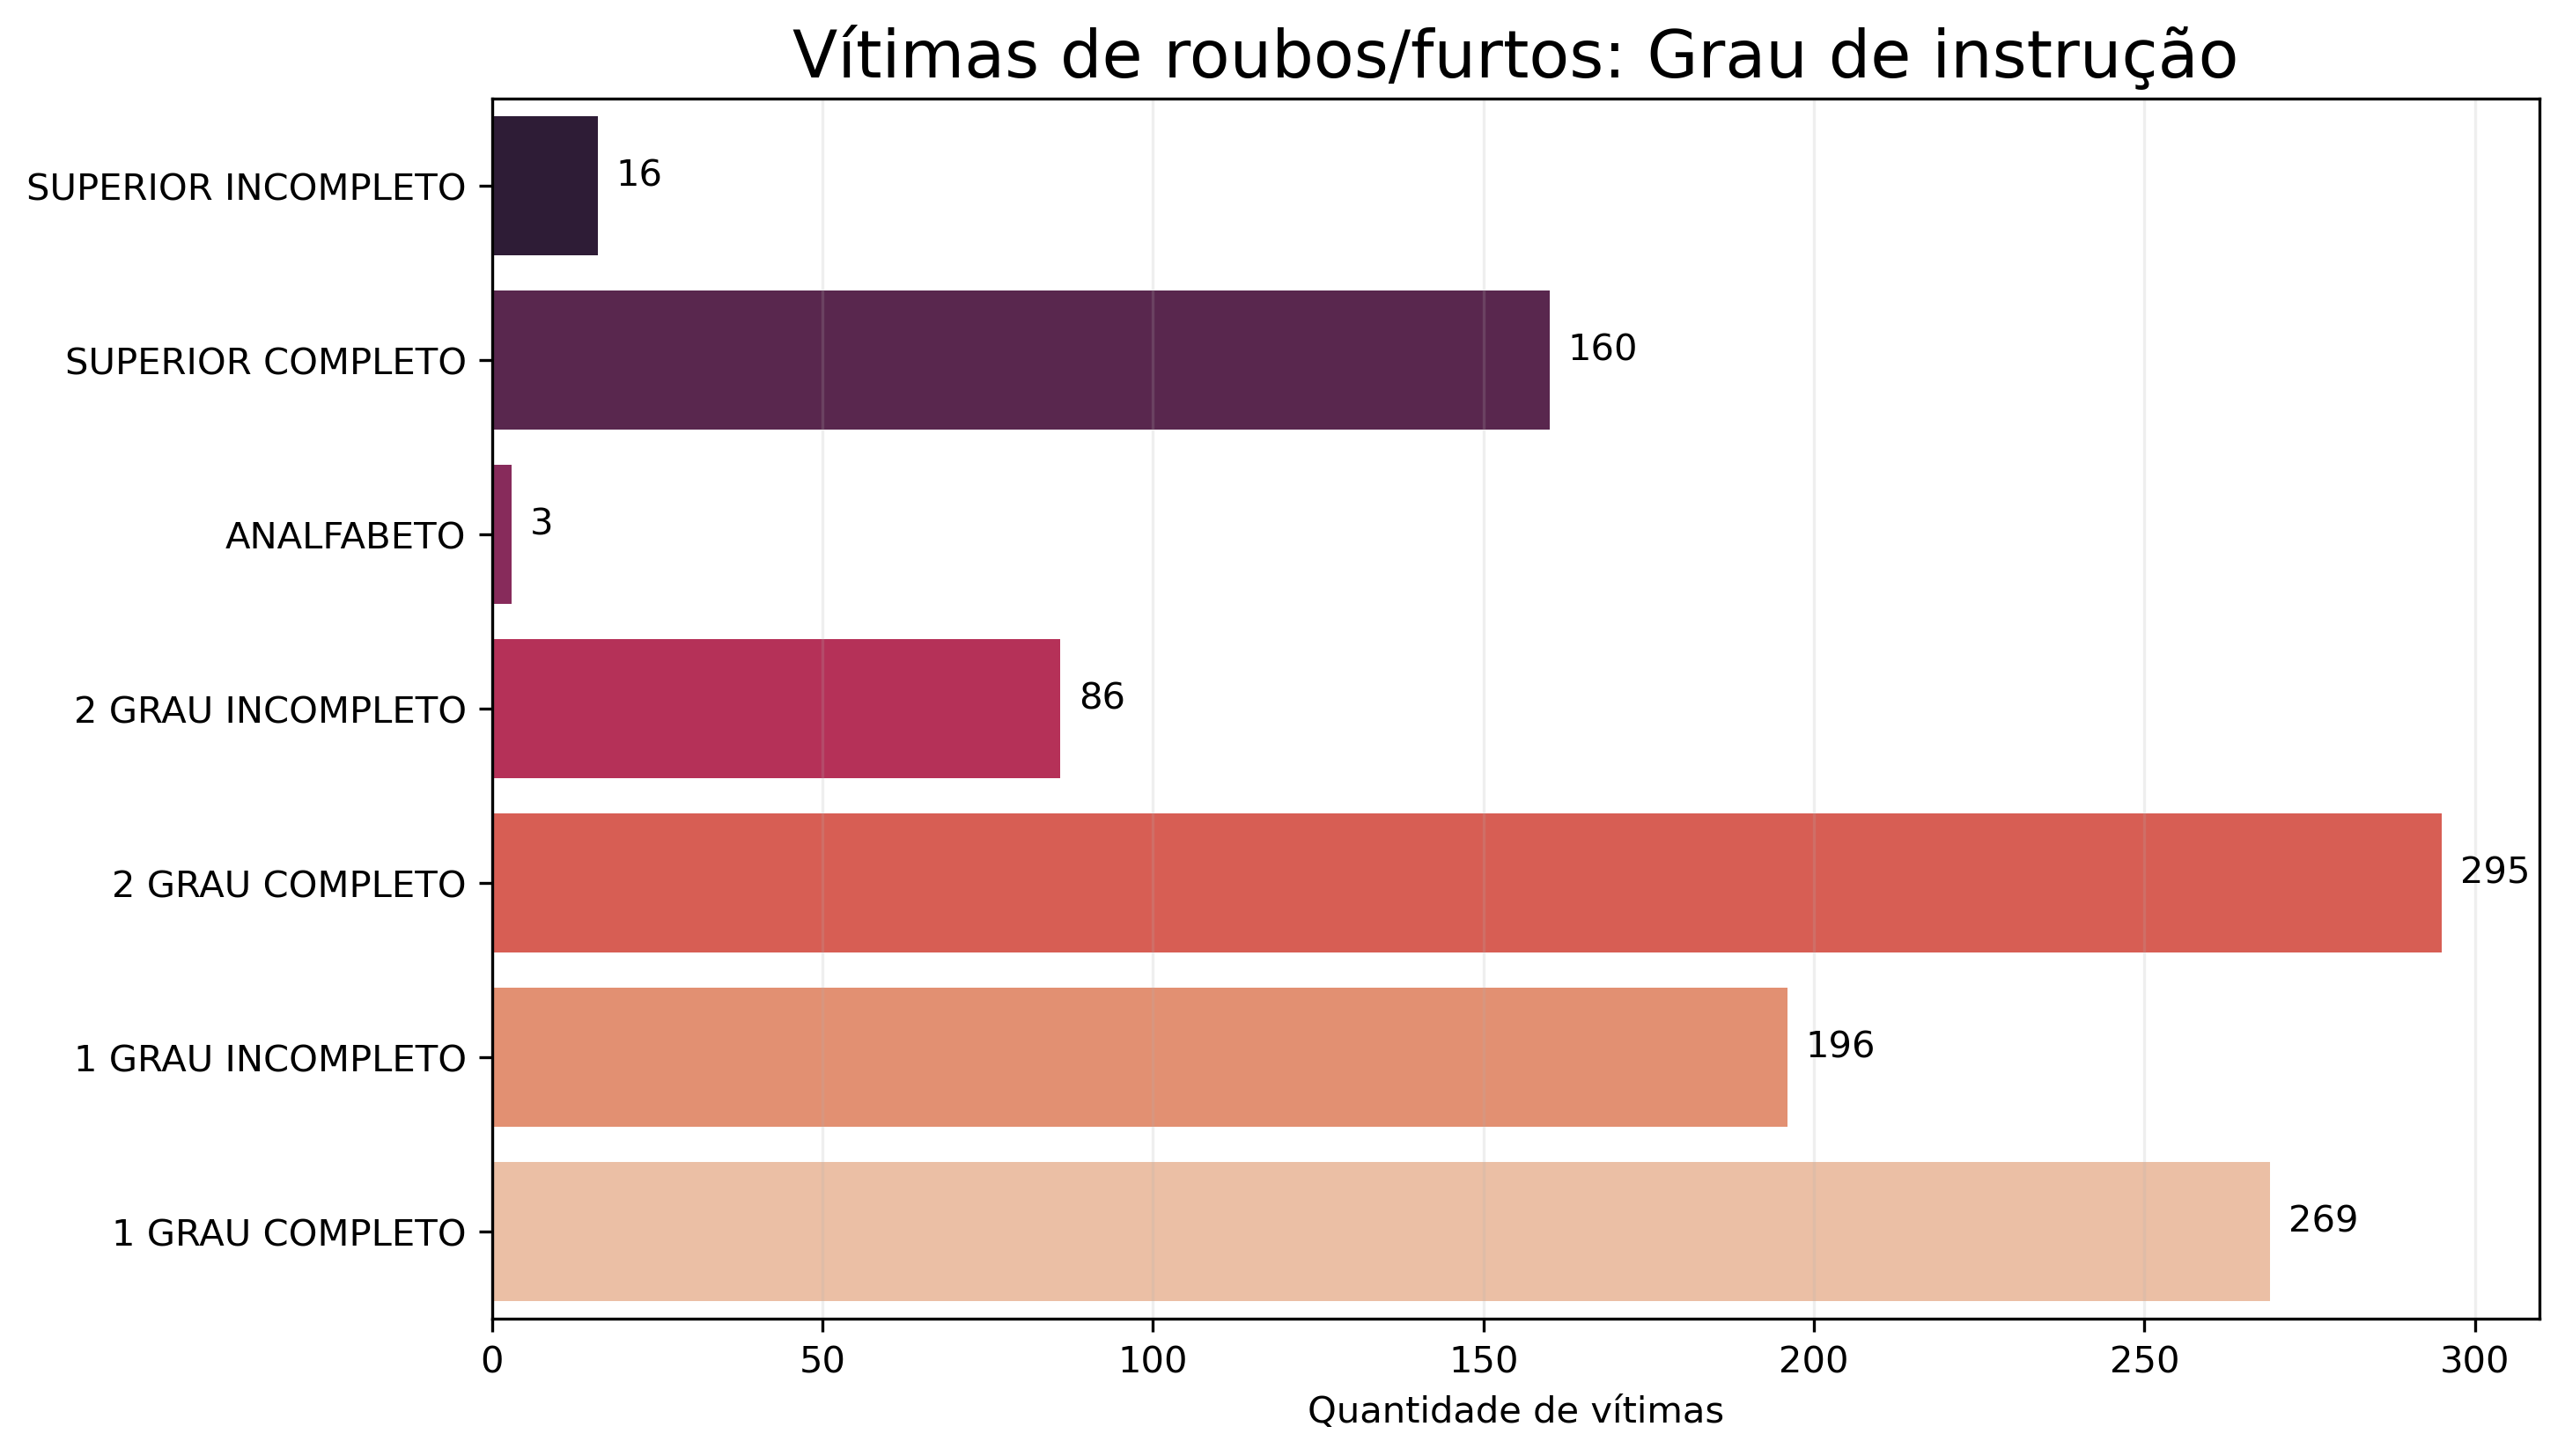 Vítimas de roubos/furtos: Grau de instrução
SUPERIOR INCOMPLETO
16
SUPERIOR COMPLETO
160
ANALFABETO
3
2 GRAU INCOMPLETO
86
2 GRAU COMPLETO
295
1 GRAU INCOMPLETO
196
1 GRAU COMPLETO
269
0 50 100 150 200 250 300
Quantidade de vítimas